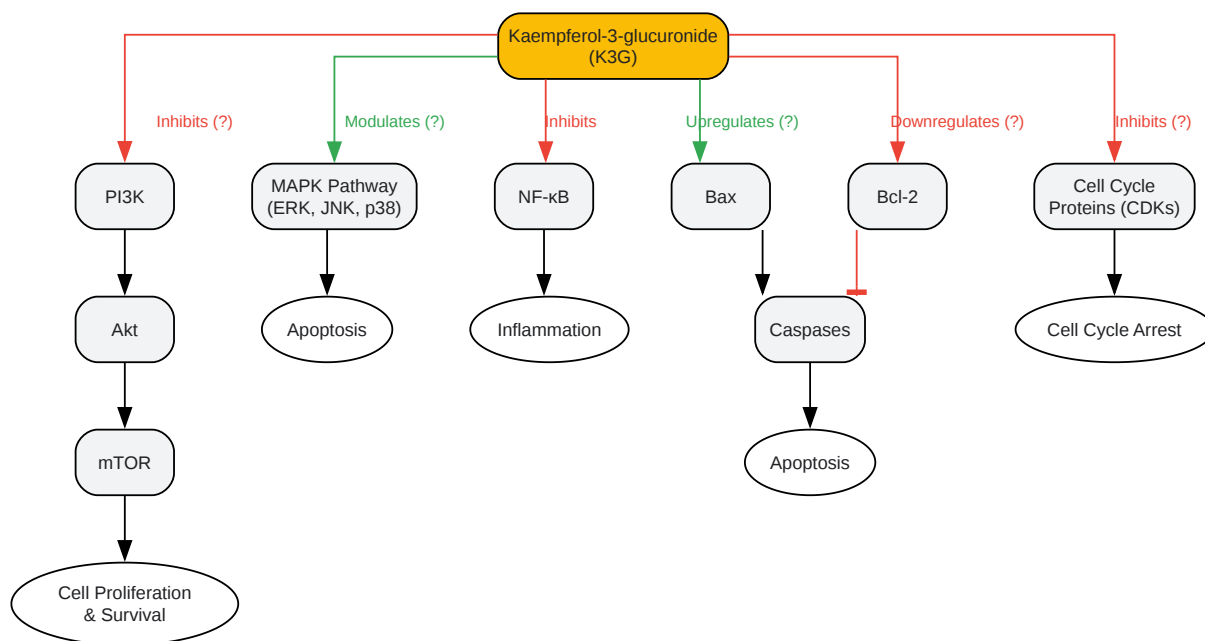 Kaempferol-3-glucuronide
(K3G)
Inhibits (?)
Modulates (?)
Inhibits
Upregulates (?)
Downregulates (?)
Inhibits (?)
PI3K
MAPK Pathway
(ERK, JNK, p38)
NF-κB
Bax
Bcl-2
Cell Cycle
Proteins (CDKs)
Akt
Apoptosis
Inflammation
Caspases
Cell Cycle Arrest
mTOR
Apoptosis
Cell Proliferation
& Survival